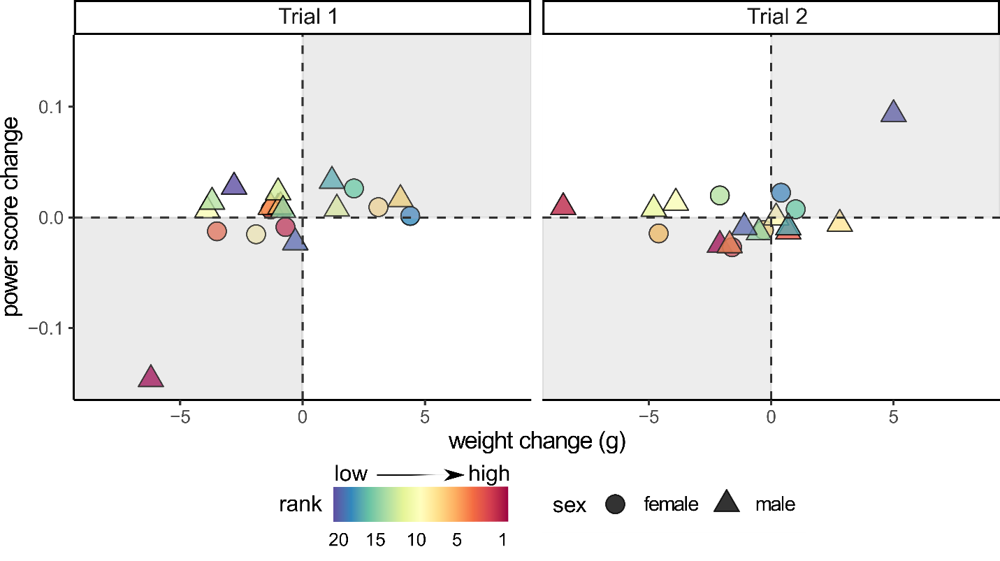 Trial 1
Trial 2
power score change
0.1
0.0
−0.1
−5
0
5
−5
0
5
weight change (g)
low
high
rank
20 15 10 5 1
sex female male